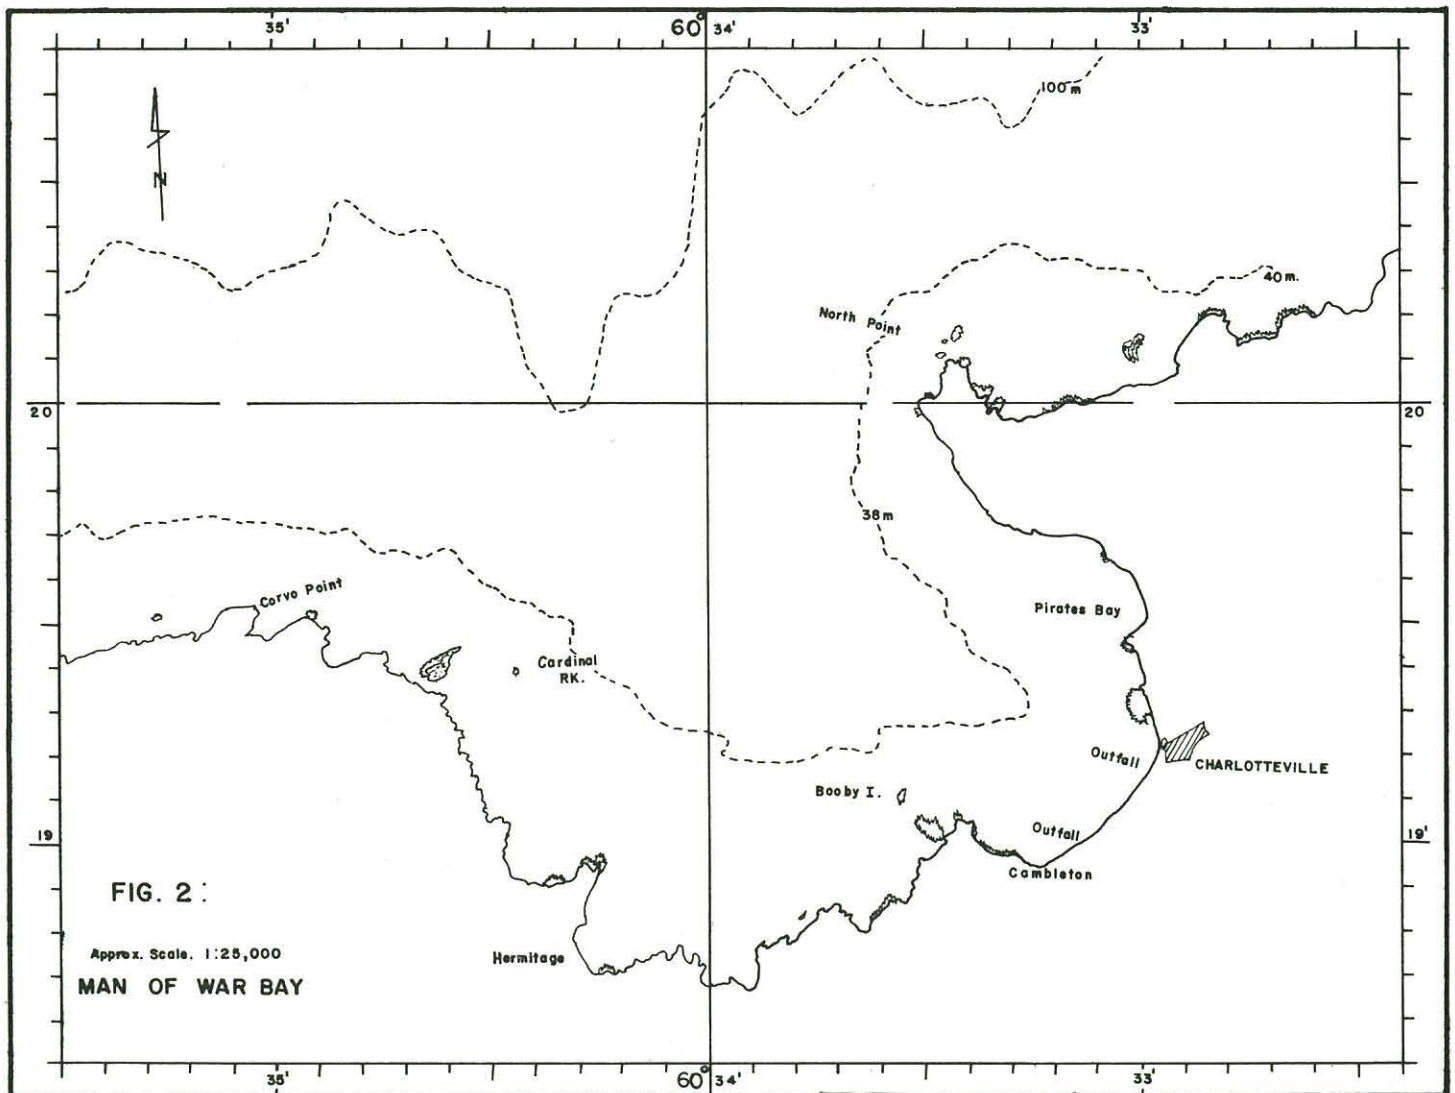 35'
60° 34'
33'
100 m
N
40 m.
North Point
20
20
38 m
Corvo Point
Pirates Bay
Cardinal
RK.
Outfall
CHARLOTTEVILLE
Booby I.
Outfall
19
19'
Cambleton
FIG. 2 :
Approx. Scale. 1:25,000
Hermitage
MAN OF WAR BAY
35'
60° 34'
33'